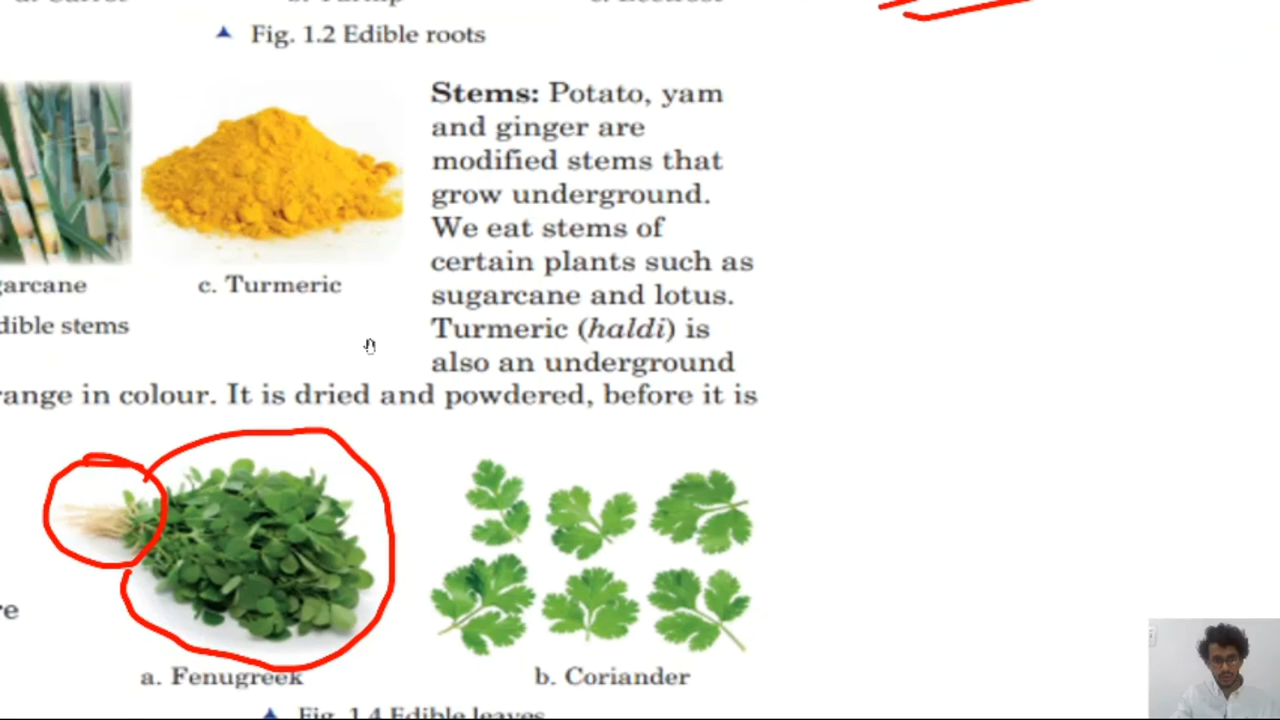 Fig. 1.2 Edible roots
Stems: Potato, yam
and ginger are
modified stems that
grow underground.
We eat stems of
certain plants such as
sugarcane and lotus.
Turmeric (haldi) is
also an underground
garcane
c. Turmeric
dible stems
range in colour. It is dried and powdered, before it is
re
a. Fenugreek
b. Coriander
Fig. 1.4 Edible leaves